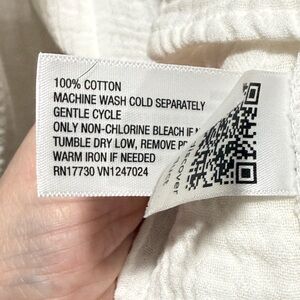 100% COTTON
MACHINE WASH COLD SEPARATELY
GENTLE CYCLE
ONLY NON-CHLORINE BLEACH IF
TUMBLE DRY LOW, REMOVE
WARM IRON IF NEEDED
RN17730 VN1247024